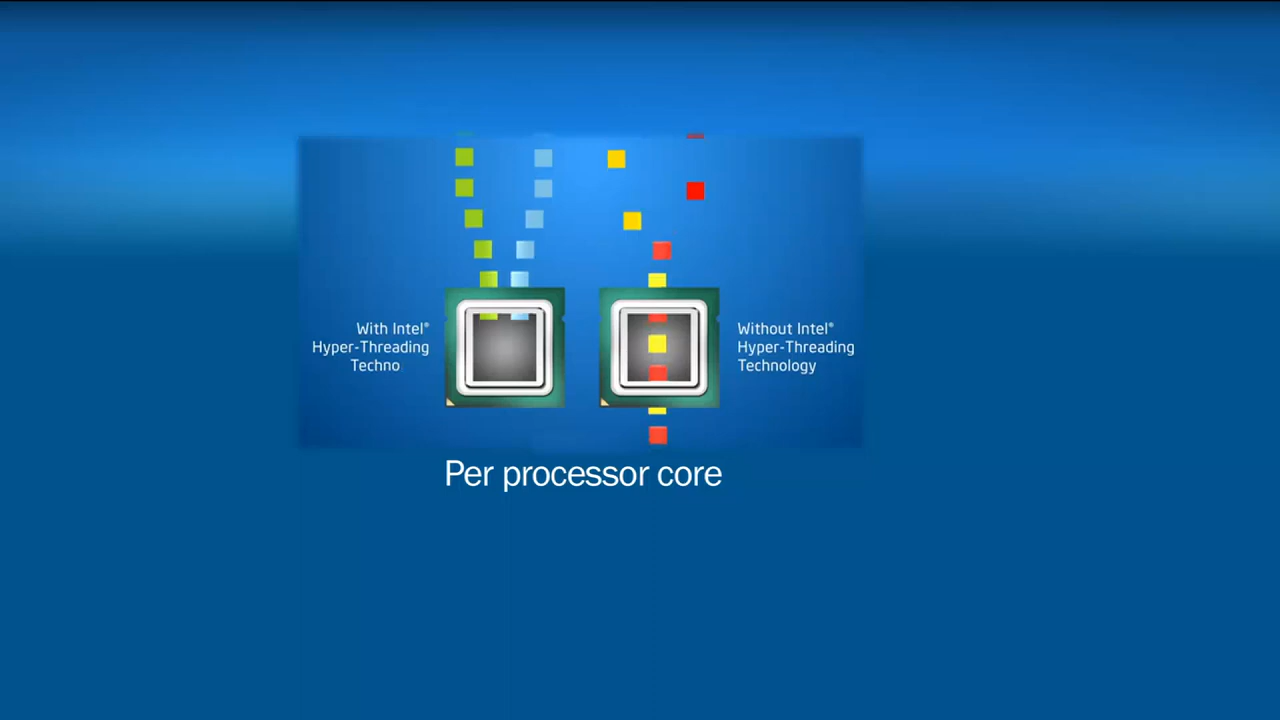 With Intel®
Hyper-Threading
Techno
Without Intel®
Hyper-Threading
Technology
Per processor core